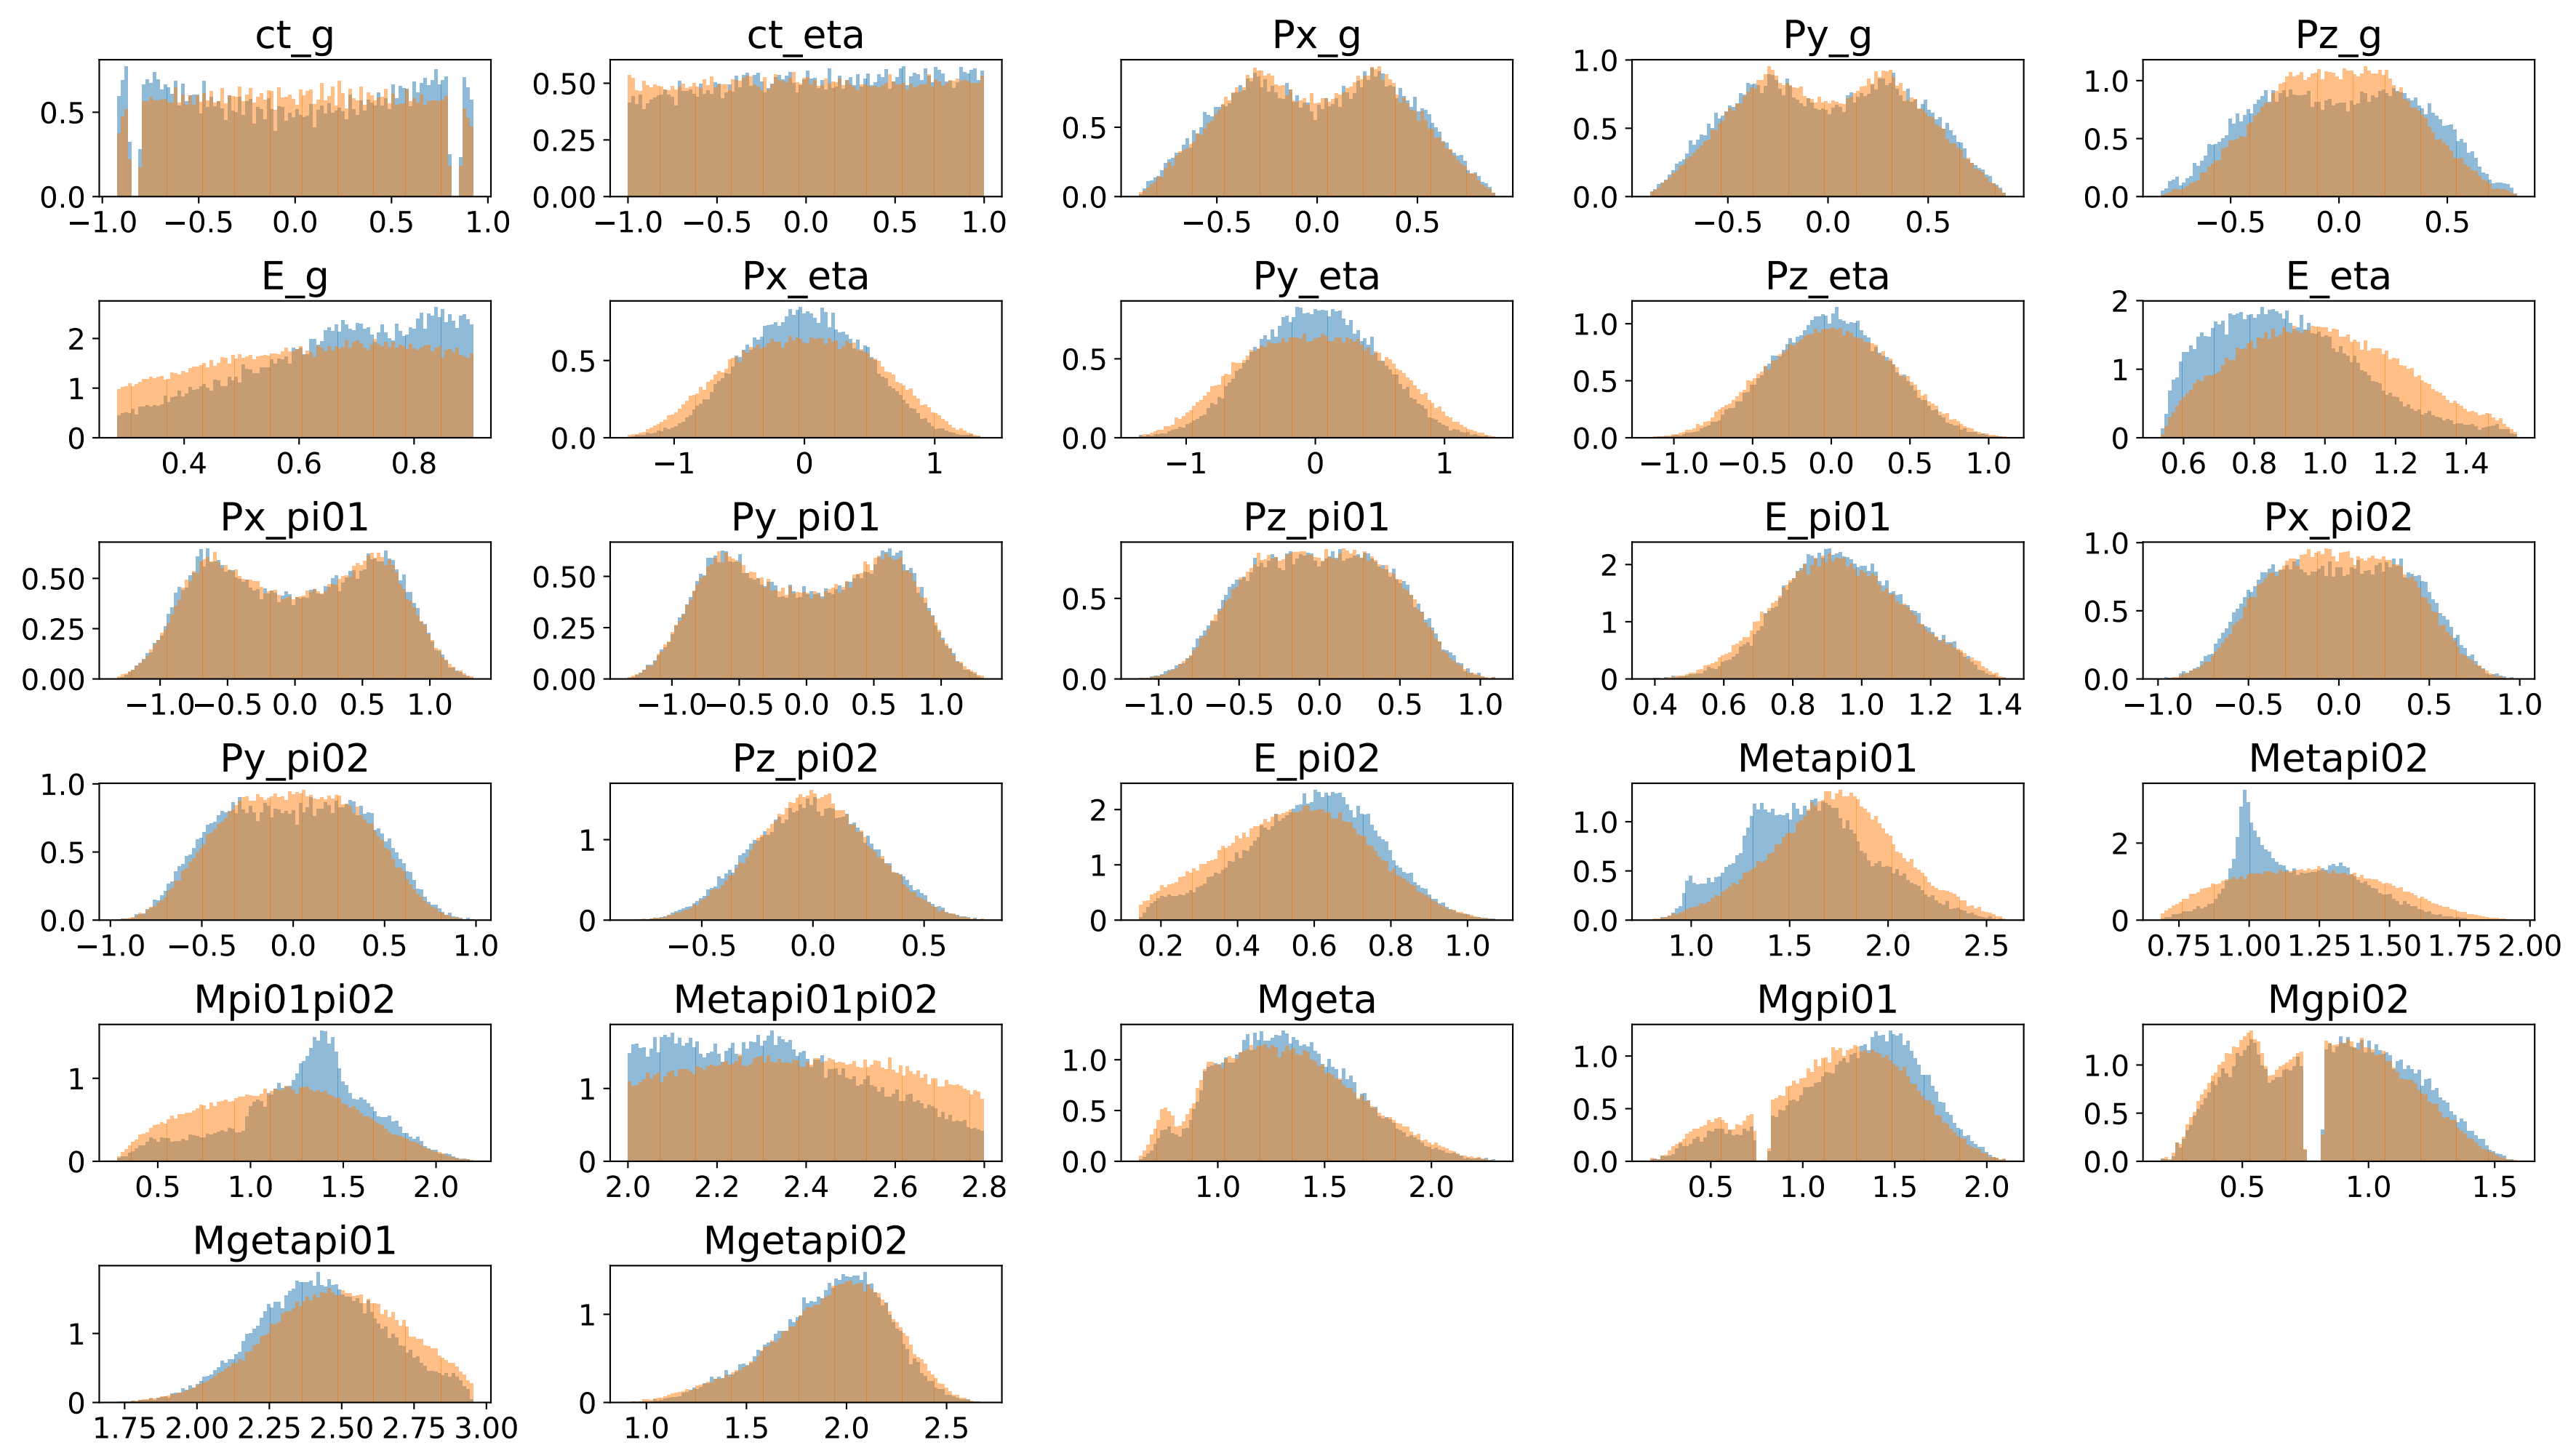 ct_g
0.5
0.0
−1.0 −0.5 0.0 0.5 1.0
ct_eta
0.50
0.25
0.00
−1.0 −0.5 0.0 0.5 1.0
Px_g
0.5
0.0
−0.5 0.0 0.5
Py_g
1.0
0.5
0.0
−0.5 0.0 0.5
Pz_g
1.0
0.5
0.0
−0.5 0.0 0.5
E_g
2
1
0
0.4 0.6 0.8
Px_eta
0.5
0.0
−1 0 1
Py_eta
0.5
0.0
−1 0 1
Pz_eta
1.0
0.5
0.0
−1.0 −0.5 0.0 0.5 1.0
E_eta
2
1
0
0.6 0.8 1.0 1.2 1.4
Px_pi01
0.50
0.25
0.00
−1.0 −0.5 0.0 0.5 1.0
Py_pi01
0.50
0.25
0.00
−1.0 −0.5 0.0 0.5 1.0
Pz_pi01
0.5
0.0
−1.0 −0.5 0.0 0.5 1.0
E_pi01
2
1
0
0.4 0.6 0.8 1.0 1.2 1.4
Px_pi02
1.0
0.5
0.0
−1.0 −0.5 0.0 0.5 1.0
Py_pi02
1.0
0.5
0.0
−1.0 −0.5 0.0 0.5 1.0
Pz_pi02
1
0
−0.5 0.0 0.5
E_pi02
2
1
0
0.2 0.4 0.6 0.8 1.0
Metapi01
1.0
0.5
0.0
1.0 1.5 2.0 2.5
Metapi02
2
0
0.75 1.00 1.25 1.50 1.75 2.00
Mpi01pi02
1
0
0.5 1.0 1.5 2.0
Metapi01pi02
1
1
0
2.0 2.2 2.4 2.6 2.8
Mgeta
1.0
0.5
0.0
1.0 1.5 2.0
Mgpi01
1.0
0.5
0.0
0.5 1.0 1.5 2.0
Mgpi02
1.0
0.5
0.0
0.5 1.0 1.5
Mgetapi01
1
0
1.75 2.00 2.25 2.50 2.75 3.00
Mgetapi02
1
0
1.0 1.5 2.0 2.5